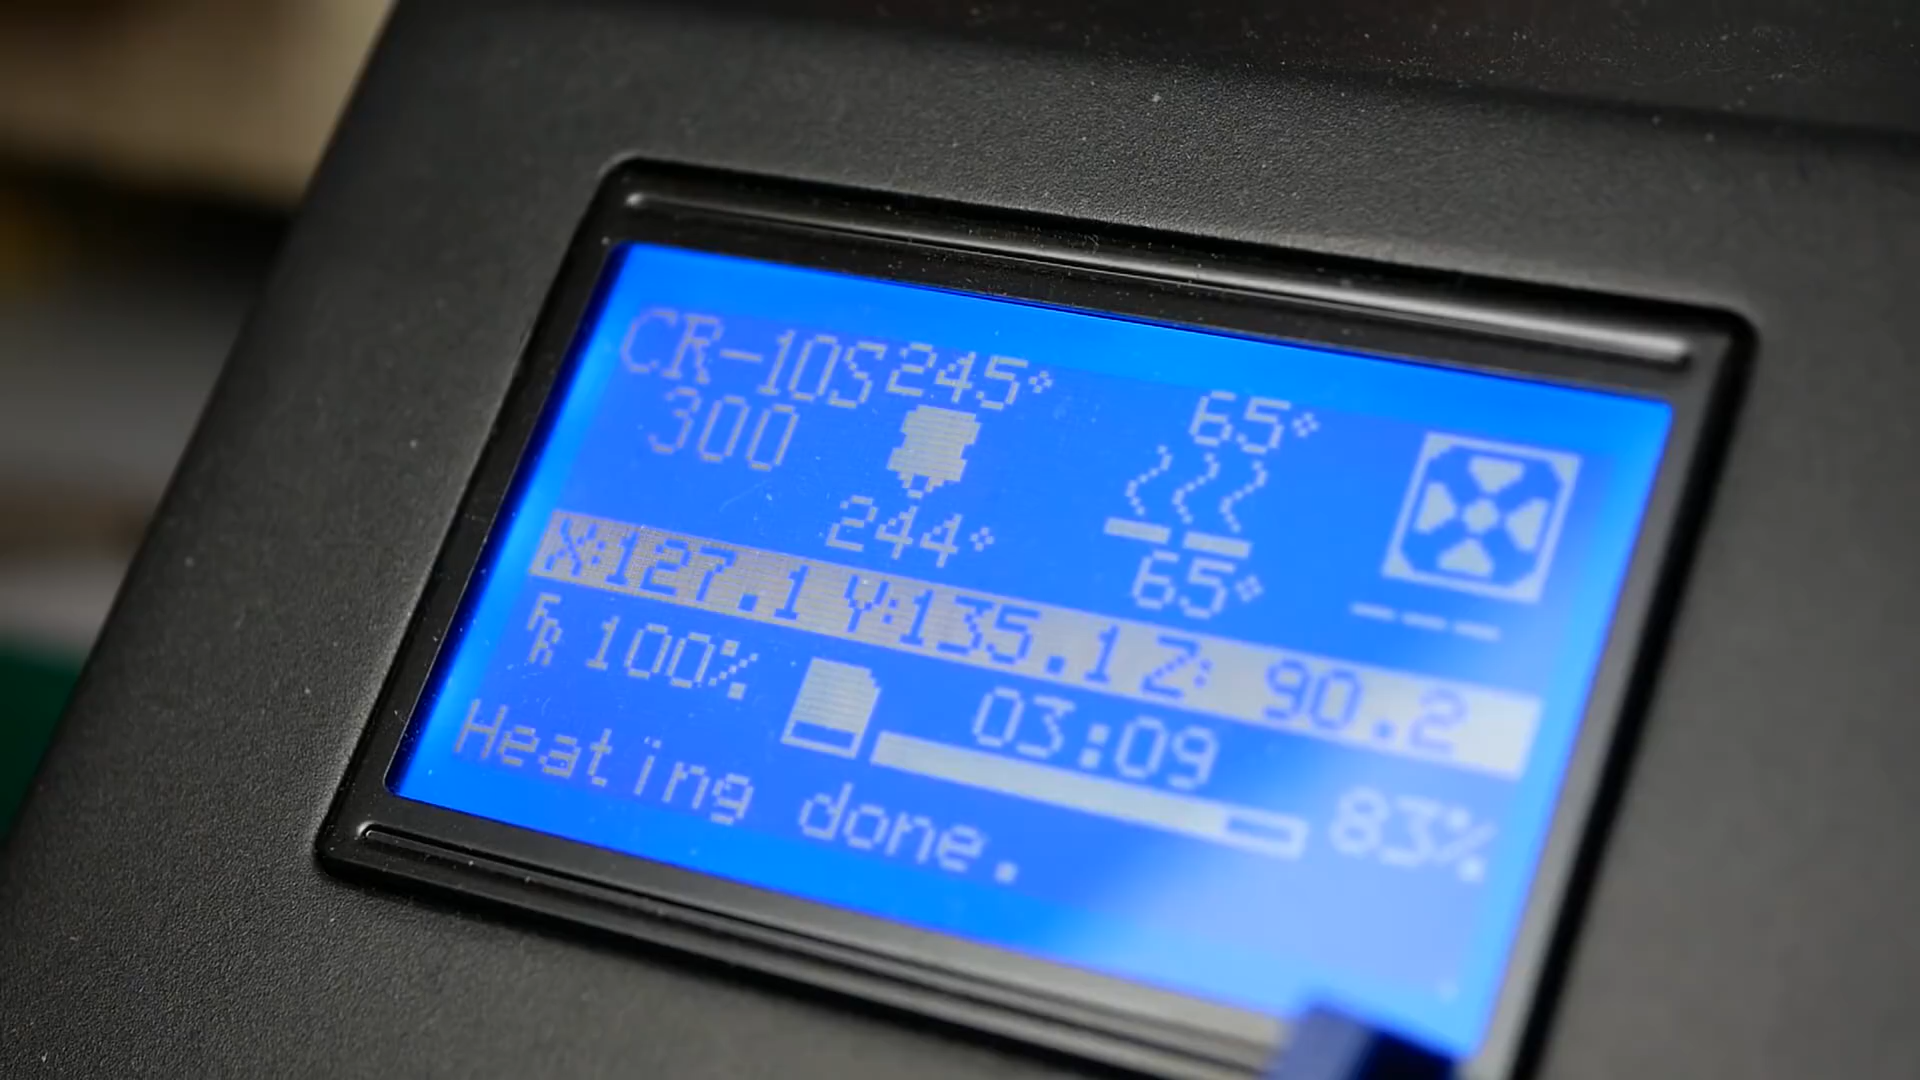 CR-10S 245° 65°
300
244° 65°
---
X:127.1 Y:135.1 Z: 90.2
FR 100% 03:09
83%
Heating done.